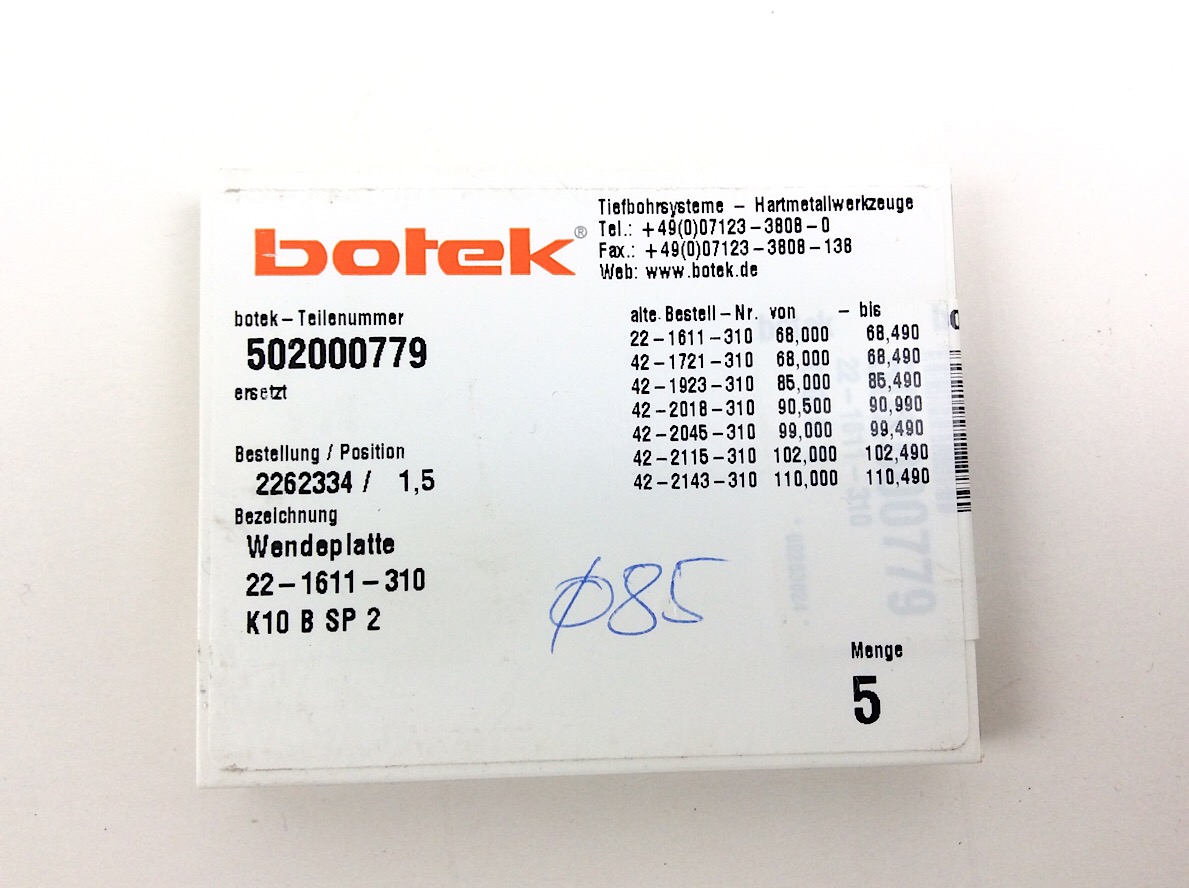 botek®
Tiefbohrsysteme – Hartmetallwerkzeuge
Tel.: +49(0)07123–3808–0
Fax.: +49(0)07123–3808–138
Web: www.botek.de
botek–Teilenummer
502000779
ersetzt
Bestellung / Position
2262334 / 1,5
Bezeichnung
Wendeplatte
22–1611–310
K10 B SP 2
alte Bestell–Nr. von – bis
22–1611–310 68,000 68,490
42–1721–310 68,000 68,490
42–1923–310 85,000 85,490
42–2018–310 90,500 90,990
42–2045–310 99,000 99,490
42–2115–310 102,000 102,490
42–2143–310 110,000 110,490
Ø85
Menge
5